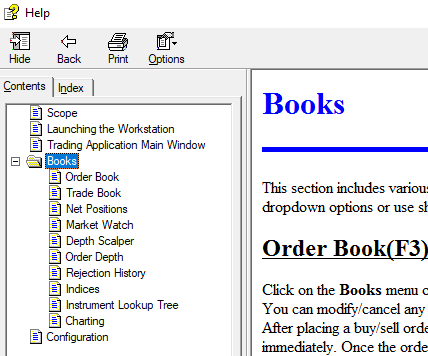 Help
Hide Back Print Options
Contents Index
Scope
Launching the Workstation
Trading Application Main Window
Books
Order Book
Trade Book
Net Positions
Market Watch
Depth Scalper
Order Depth
Rejection History
Indices
Instrument Lookup Tree
Charting
Configuration
Books
This section includes various
dropdown options or use sh
Order Book(F3)
Click on the Books menu o
You can modify/cancel any
After placing a buy/sell orde
immediately. Once the orde